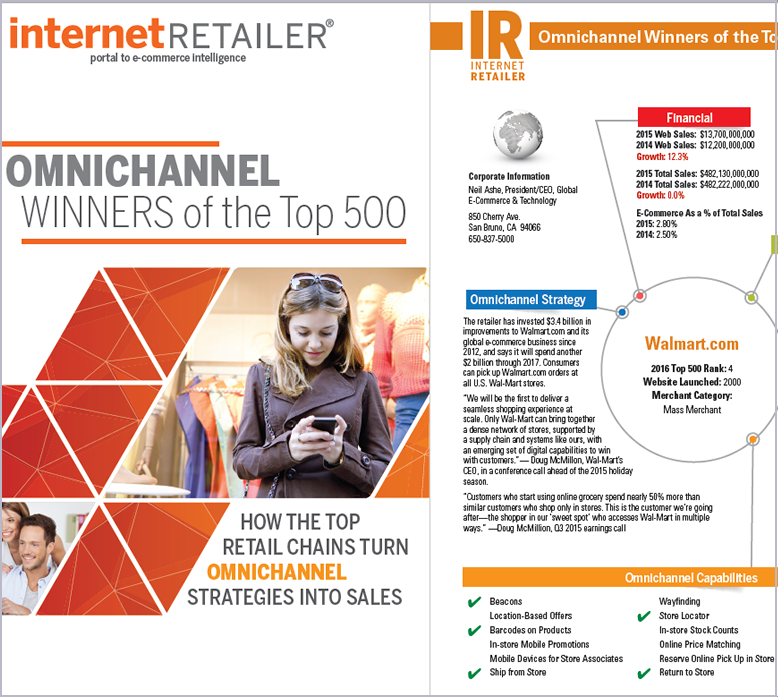 internetRETAILER®
portal to e-commerce intelligence
OMNICHANNEL
WINNERS of the Top 500
HOW THE TOP
RETAIL CHAINS TURN
OMNICHANNEL
STRATEGIES INTO SALES
IR
INTERNET
RETAILER
Omnichannel Winners of the To
Corporate Information
Neil Ashe, President/CEO, Global
E-Commerce & Technology
850 Cherry Ave.
San Bruno, CA 94066
650-837-5000
Financial
2015 Web Sales: $13,700,000,000
2014 Web Sales: $12,200,000,000
Growth: 12.3%
2015 Total Sales: $482,130,000,000
2014 Total Sales: $482,222,000,000
Growth: 0.0%
E-Commerce As a % of Total Sales
2015: 2.80%
2014: 2.50%
Omnichannel Strategy
The retailer has invested $3.4 billion in
improvements to Walmart.com and its
global e-commerce business since
2012, and says it will spend another
$2 billion through 2017. Consumers
can pick up Walmart.com orders at
all U.S. Wal-Mart stores.
"We will be the first to deliver a
seamless shopping experience at
scale. Only Wal-Mart can bring together
a dense network of stores, supported by
a supply chain and systems like ours, with
an emerging set of digital capabilities to win
with customers." — Doug McMillon, Wal-Mart's
CEO, in a conference call ahead of the 2015 holiday
season.
"Customers who start using online grocery spend nearly 50% more than
similar customers who shop only in stores. This is the customer we're going
after—the shopper in our 'sweet spot' who accesses Wal-Mart in multiple
ways." —Doug McMillion, Q3 2015 earnings call
Walmart.com
2016 Top 500 Rank: 4
Website Launched: 2000
Merchant Category:
Mass Merchant
Omnichannel Capabilities
Beacons
Location-Based Offers
Barcodes on Products
In-store Mobile Promotions
Mobile Devices for Store Associates
Ship from Store
Wayfinding
Store Locator
In-store Stock Counts
Online Price Matching
Reserve Online Pick Up in Store
Return to Store